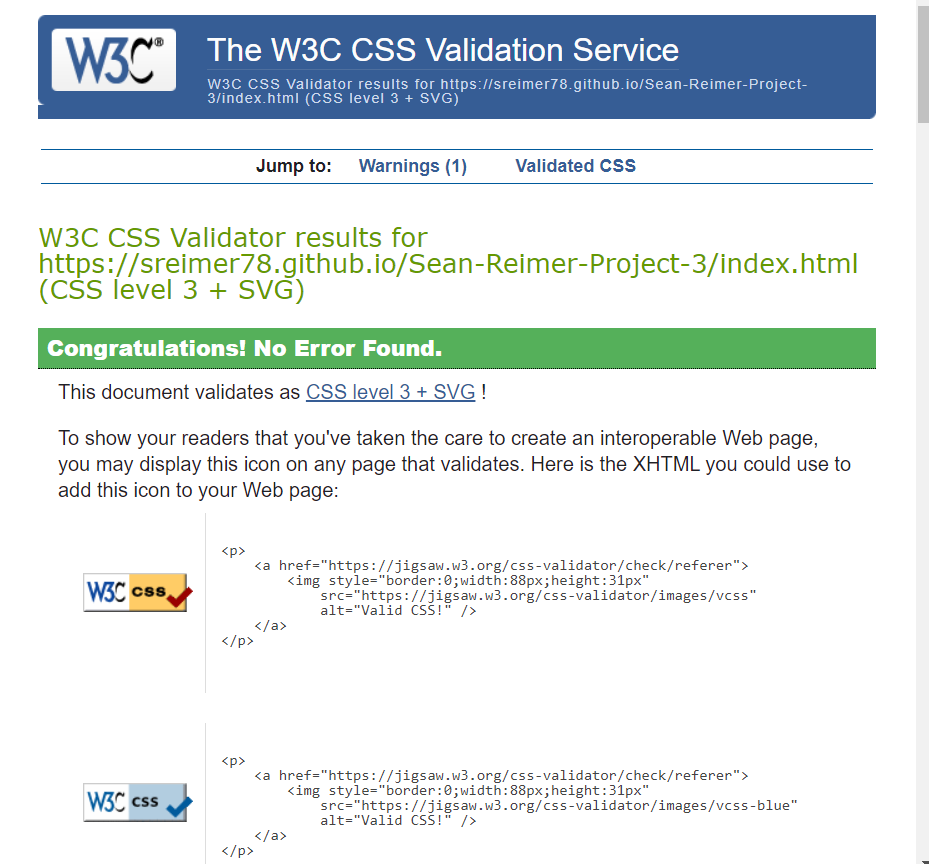 W3C®
The W3C CSS Validation Service
W3C CSS Validator results for https://sreimer78.github.io/Sean-Reimer-Project-
3/index.html (CSS level 3 + SVG)
Jump to: Warnings (1) Validated CSS
W3C CSS Validator results for
https://sreimer78.github.io/Sean-Reimer-Project-3/index.html
(CSS level 3 + SVG)
Congratulations! No Error Found.
This document validates as CSS level 3 + SVG !
To show your readers that you've taken the care to create an interoperable Web page,
you may display this icon on any page that validates. Here is the XHTML you could use to
add this icon to your Web page:
W3C css
<p>
    <a href="https://jigsaw.w3.org/css-validator/check/referer">
        <img style="border:0;width:88px;height:31px"
            src="https://jigsaw.w3.org/css-validator/images/vcss"
            alt="Valid CSS!" />
    </a>
</p>
W3C css
<p>
    <a href="https://jigsaw.w3.org/css-validator/check/referer">
        <img style="border:0;width:88px;height:31px"
            src="https://jigsaw.w3.org/css-validator/images/vcss-blue"
            alt="Valid CSS!" />
    </a>
</p>